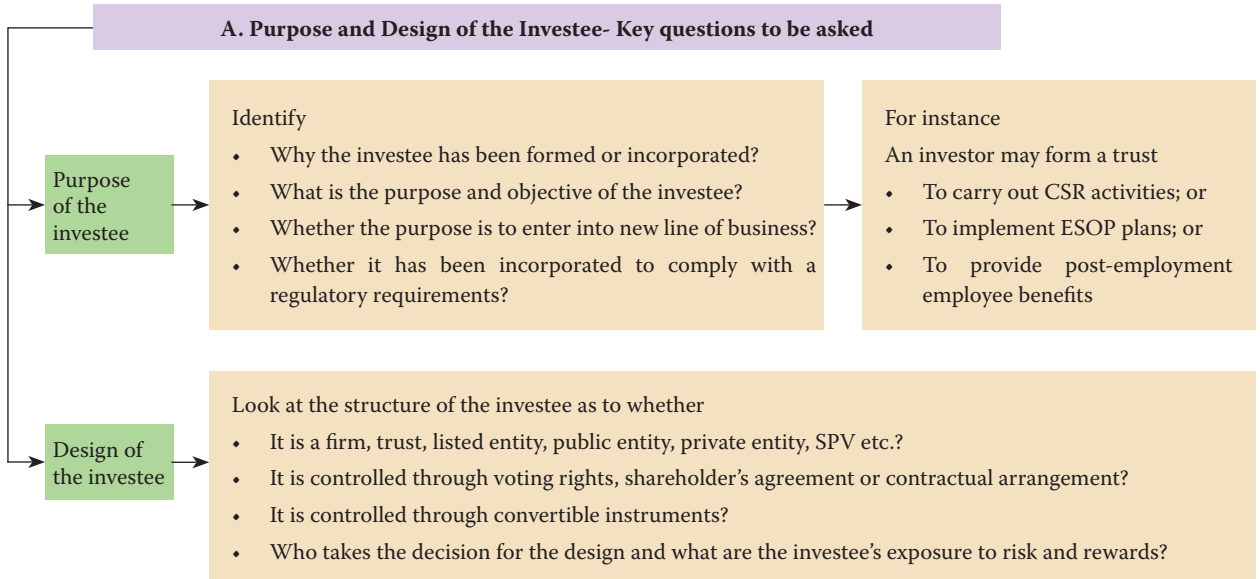 A. Purpose and Design of the Investee- Key questions to be asked
Purpose
of the
investee
Identify
• Why the investee has been formed or incorporated?
• What is the purpose and objective of the investee?
• Whether the purpose is to enter into new line of business?
• Whether it has been incorporated to comply with a
regulatory requirements?
For instance
An investor may form a trust
• To carry out CSR activities; or
• To implement ESOP plans; or
• To provide post-employment
employee benefits
Design of
the investee
Look at the structure of the investee as to whether
• It is a firm, trust, listed entity, public entity, private entity, SPV etc.?
• It is controlled through voting rights, shareholder’s agreement or contractual arrangement?
• It is controlled through convertible instruments?
• Who takes the decision for the design and what are the investee’s exposure to risk and rewards?